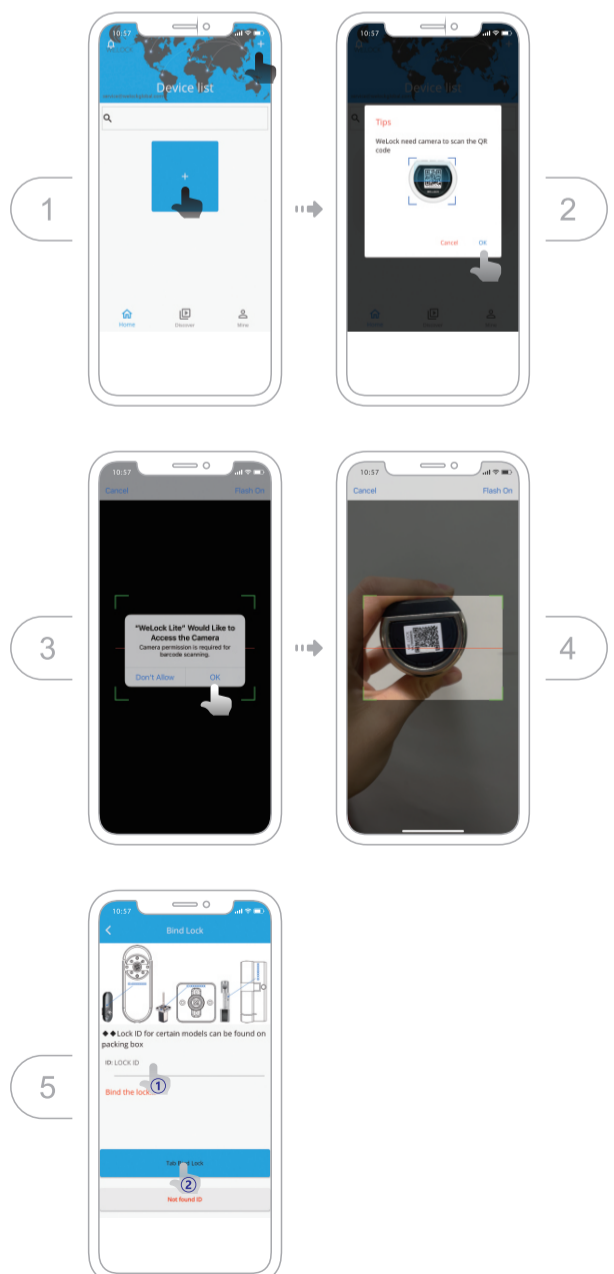 1
10:57
+
Device list
+
Home
Discover
Mine
2
10:57
Device list
Tips
WeLock need camera to scan the QR
code
Cancel
OK
3
10:57
Cancel
Flash On
"WeLock Lite" Would Like to
Access the Camera
Camera permission is required for
barcode scanning.
Don't Allow
OK
4
10:57
Cancel
Flash On
5
10:57
Bind Lock
◆◆Lock ID for certain models can be found on
packing box
ID: LOCK ID
①
Bind the lock
Lock
②
Not found ID